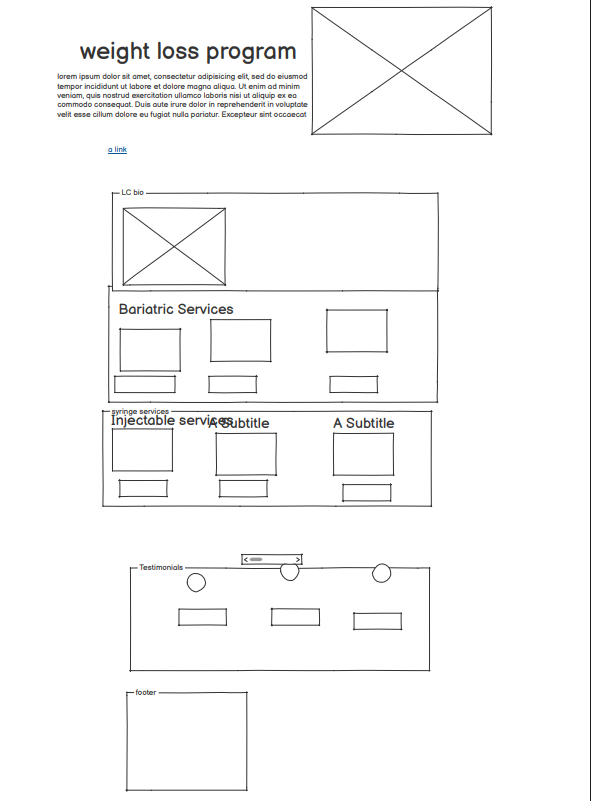 weight loss program
lorem ipsum dolor sit amet, consectetur adipisicing elit, sed do eiusmod
tempor incididunt ut labore et dolore magna aliqua. Ut enim ad minim
veniam, quis nostrud exercitation ullamco laboris nisi ut aliquip ex ea
commodo consequat. Duis aute irure dolor in reprehenderit in voluptate
velit esse cillum dolore eu fugiat nulla pariatur. Excepteur sint occaecat
a link
LC bio
Bariatric Services
syringe services
Injectable services
A Subtitle
A Subtitle
Testimonials
footer